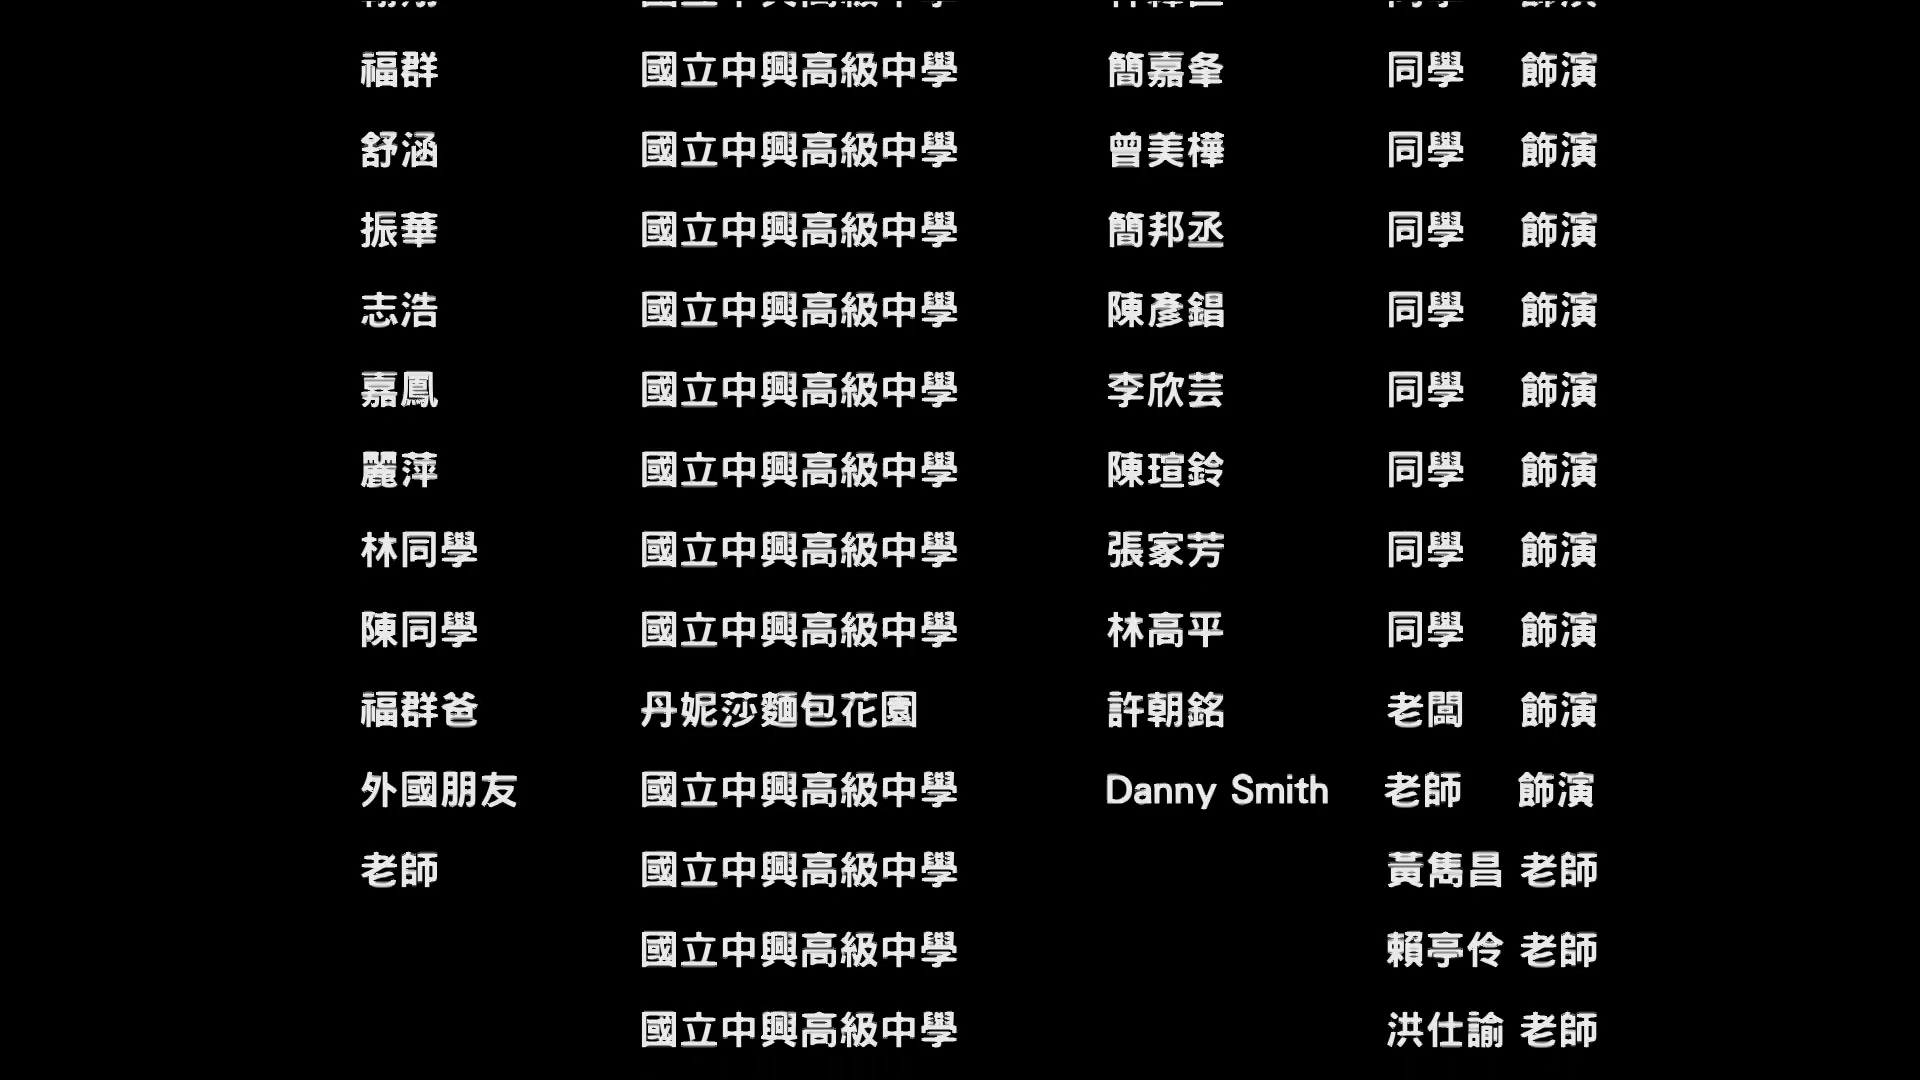 福群 國立中興高級中學 簡嘉夆 同學 飾演
舒涵 國立中興高級中學 曾美樺 同學 飾演
振華 國立中興高級中學 簡邦丞 同學 飾演
志浩 國立中興高級中學 陳彥錩 同學 飾演
嘉鳳 國立中興高級中學 李欣芸 同學 飾演
麗萍 國立中興高級中學 陳瑄鈴 同學 飾演
林同學 國立中興高級中學 張家芳 同學 飾演
陳同學 國立中興高級中學 林高平 同學 飾演
福群爸 丹妮莎麵包花園 許朝銘 老闆 飾演
外國朋友 國立中興高級中學 Danny Smith 老師 飾演
老師 國立中興高級中學 黃雋昌 老師
國立中興高級中學 賴亭伶 老師
國立中興高級中學 洪仕諭 老師